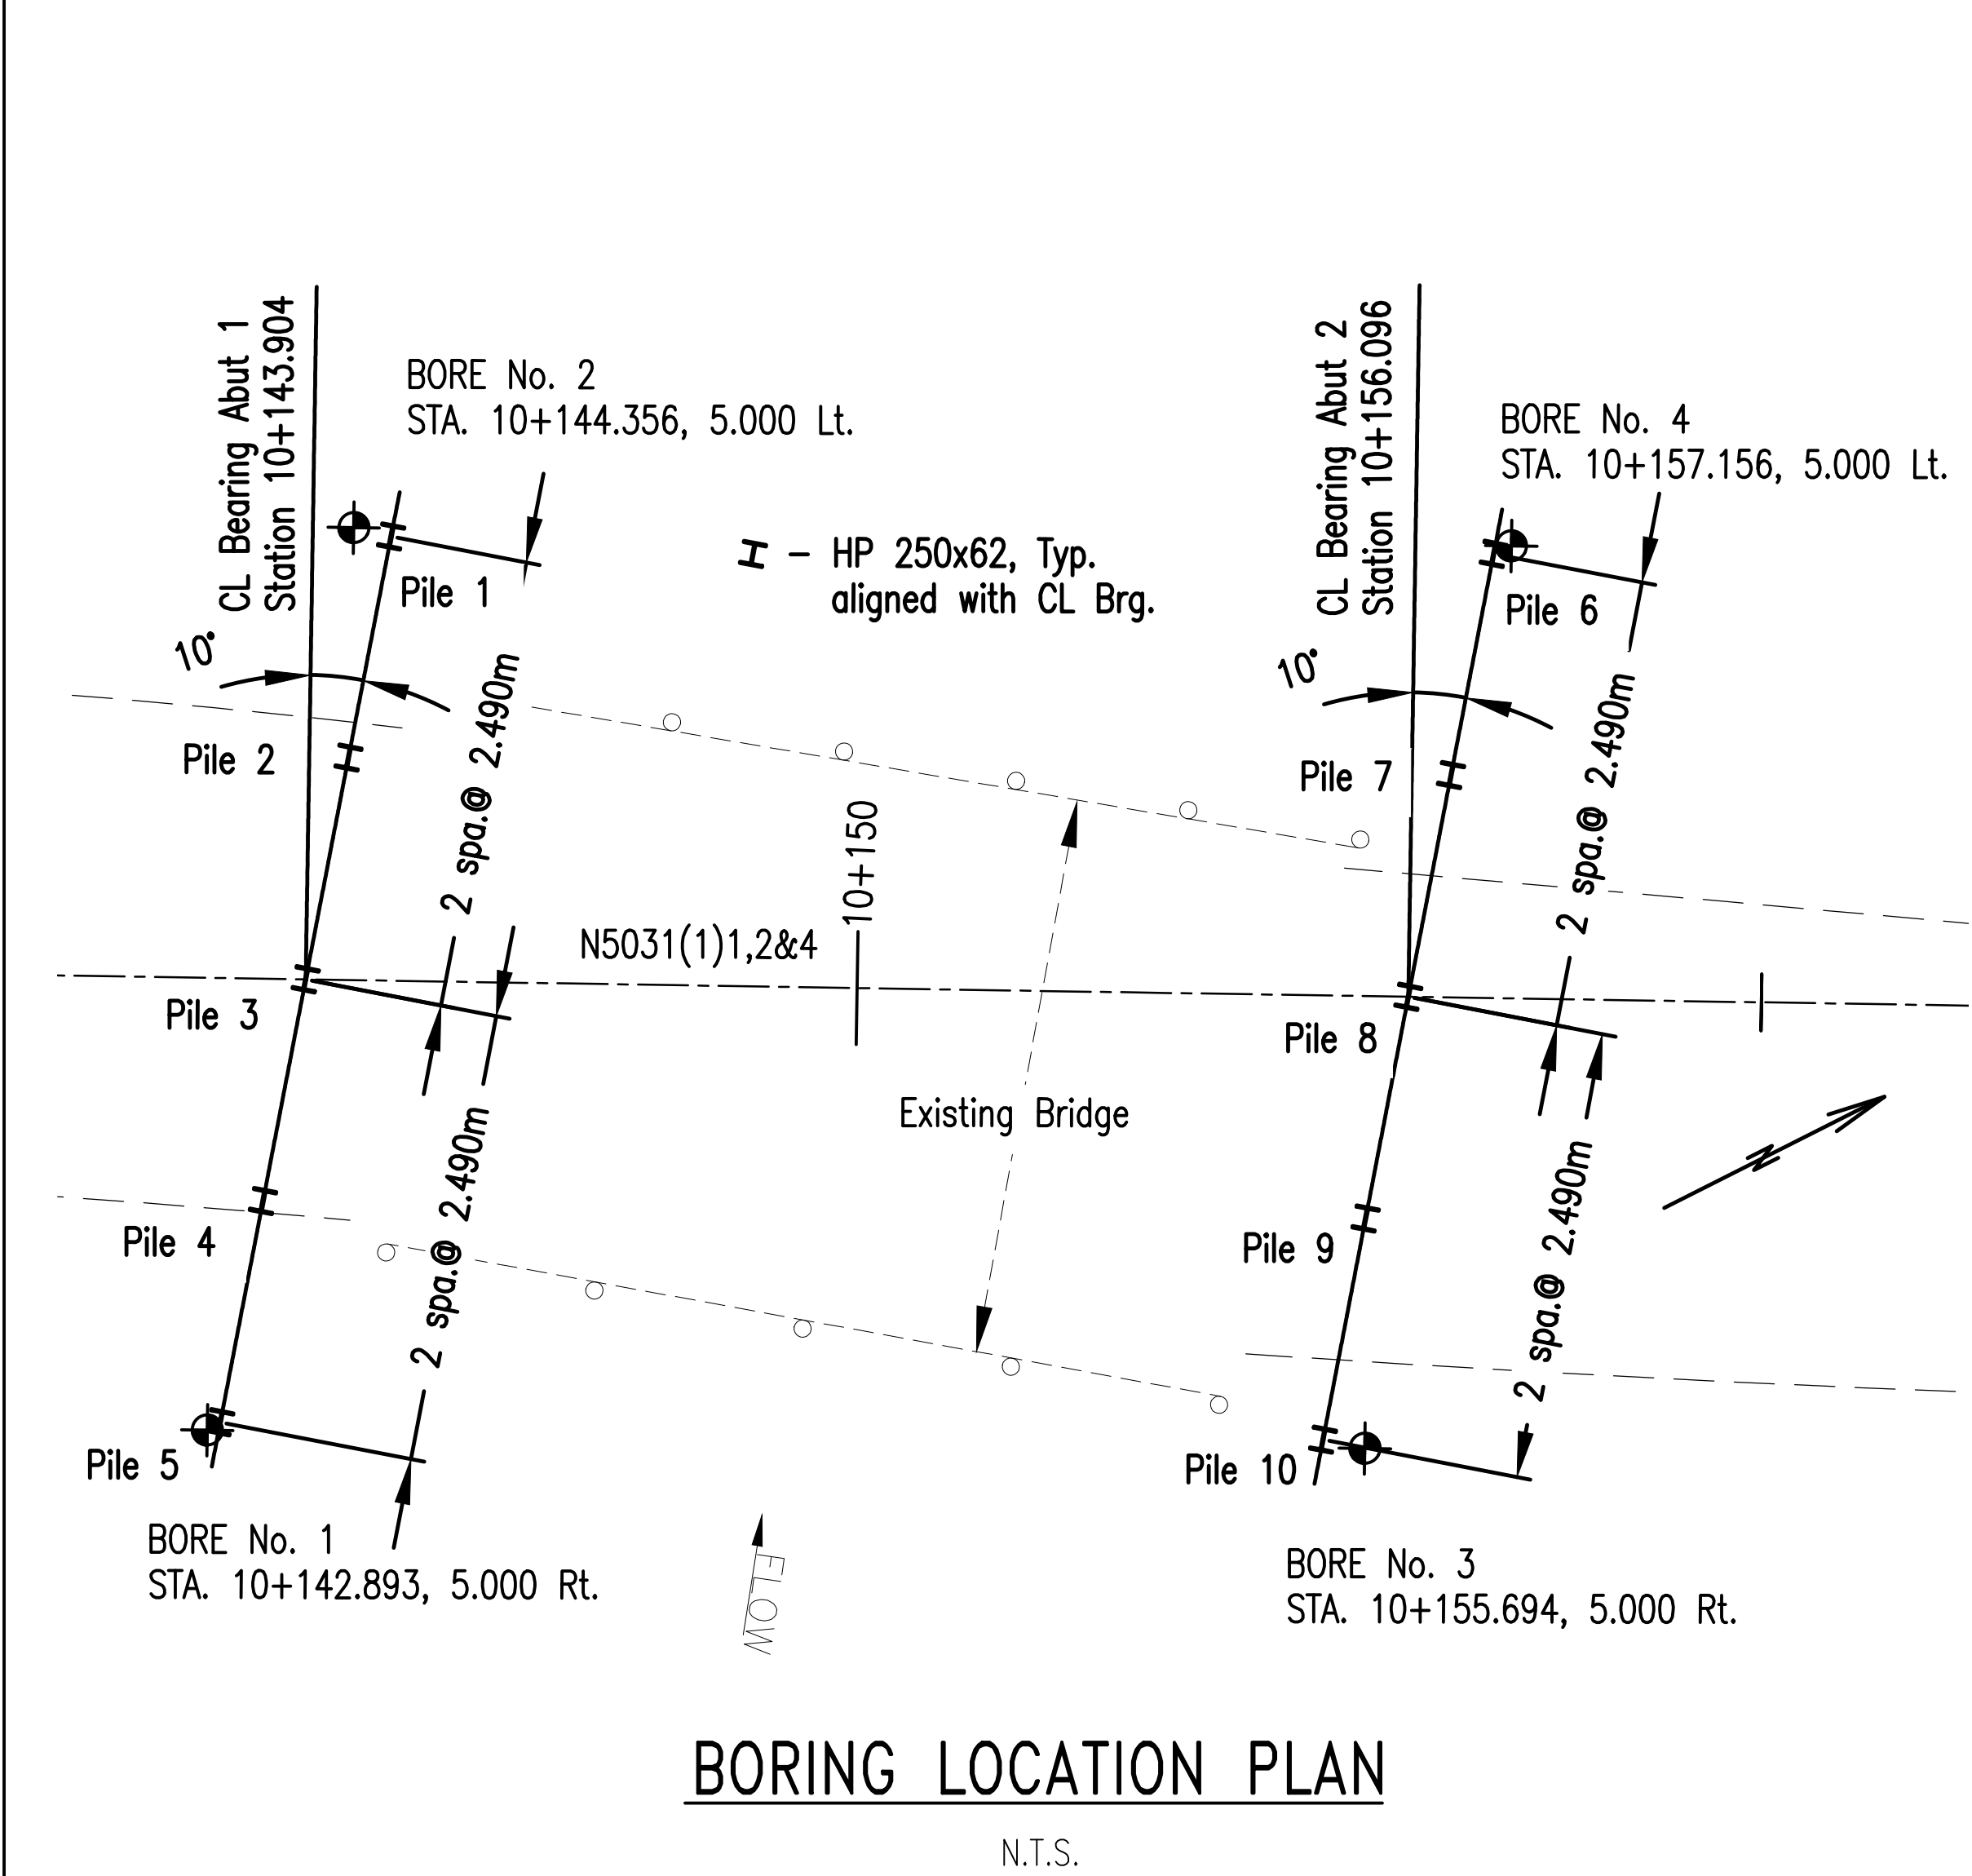 CL Bearing Abut 1
Station 10+143.904
BORE No. 2
STA. 10+144.356, 5.000 Lt.
CL Bearing Abut 2
Station 10+156.096
BORE No. 4
STA. 10+157.156, 5.000 Lt.
H - HP 250x62, Typ.
aligned with CL Brg.
Pile 1
Pile 6
10°
10°
2 spa.@ 2.490m
2 spa.@ 2.490m
Pile 2
Pile 7
10+150
N5031(1)1,2&4
Pile 3
Pile 8
Existing Bridge
2 spa.@ 2.490m
2 spa.@ 2.490m
N
Pile 4
Pile 9
Pile 5
Pile 10
BORE No. 1
STA. 10+142.893, 5.000 Rt.
FLOW
BORE No. 3
STA. 10+155.694, 5.000 Rt.
BORING LOCATION PLAN
N.T.S.